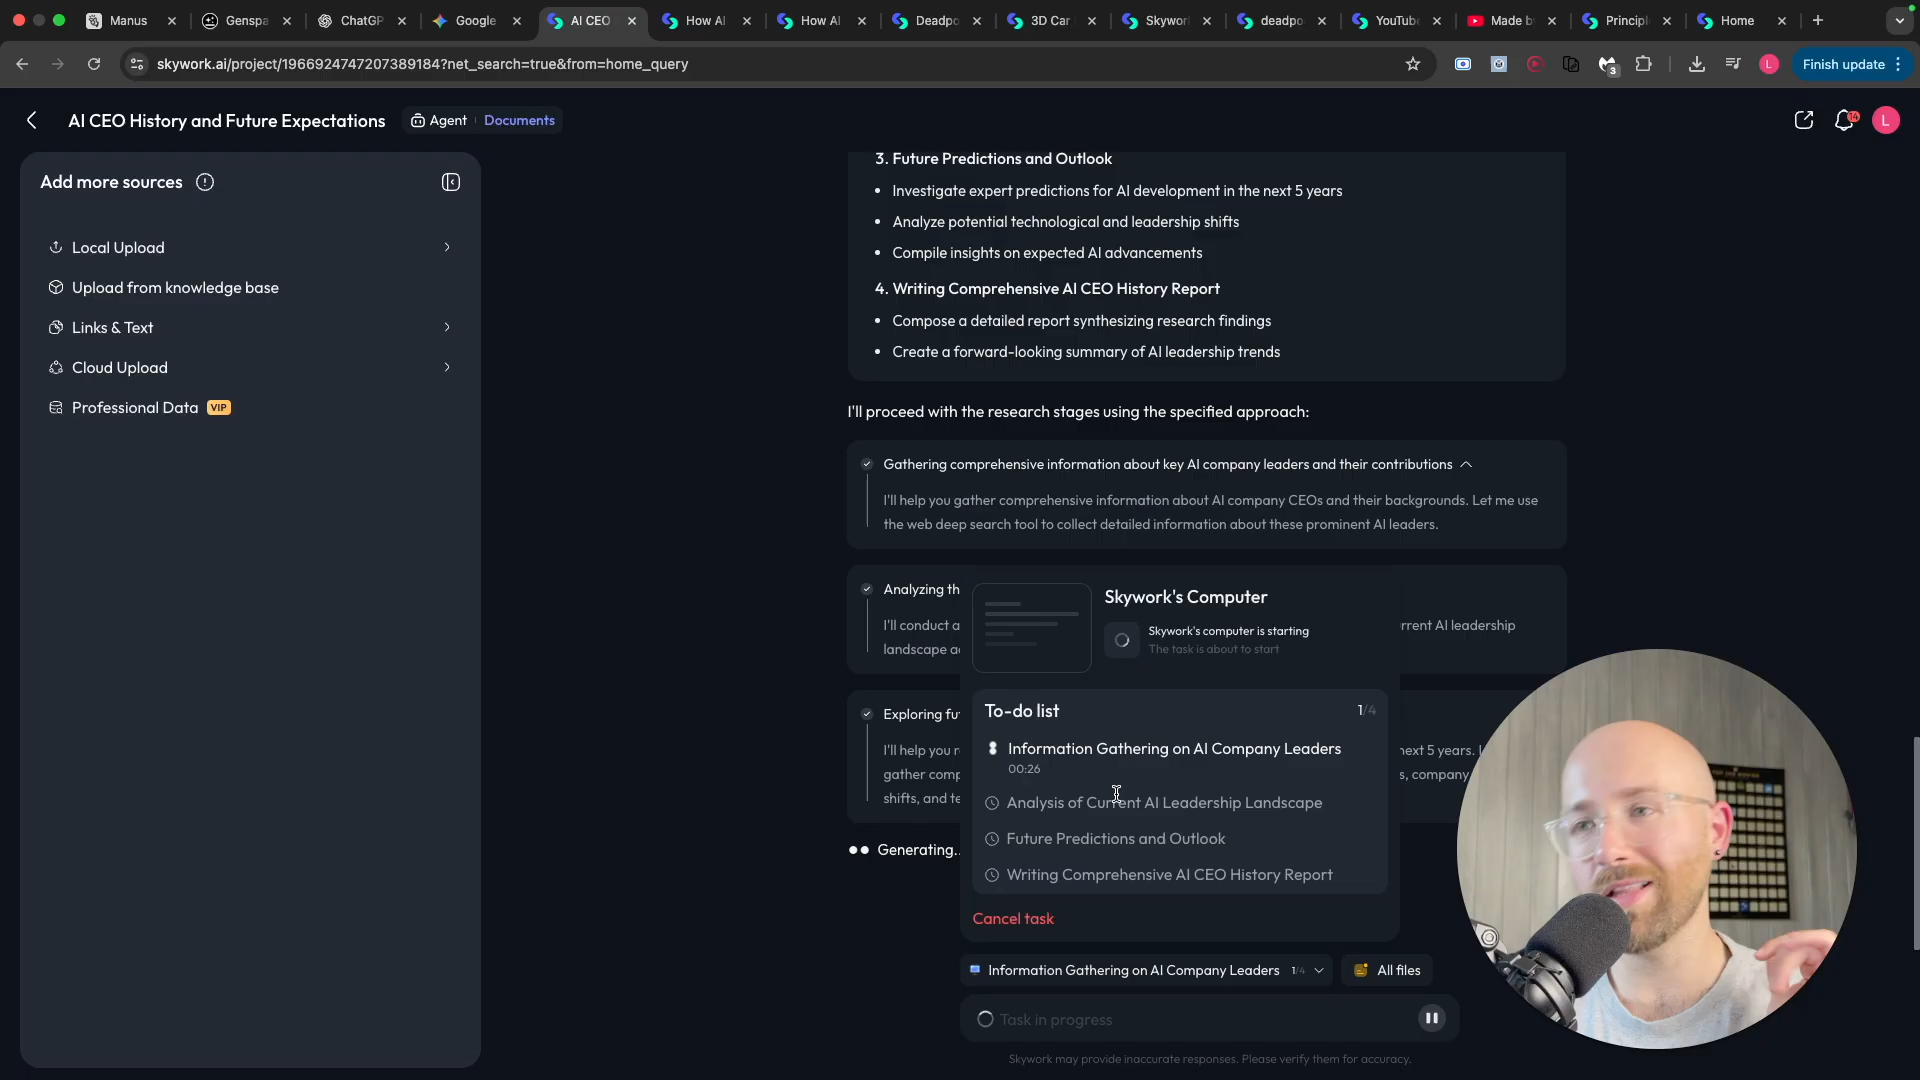 Manus
Genspa
ChatGP
Google
AI CEO
How AI
How AI
Deadpo
3D Car
Skywor
deadpo
YouTube
Made b
Principl
Home
skywork.ai/project/1966924747207389184?net_search=true&from=home_query
3
L
Finish update
AI CEO History and Future Expectations
Agent
Documents
14
L
Add more sources
Local Upload
Upload from knowledge base
Links & Text
Cloud Upload
Professional Data VIP
3. Future Predictions and Outlook
• Investigate expert predictions for AI development in the next 5 years
• Analyze potential technological and leadership shifts
• Compile insights on expected AI advancements
4. Writing Comprehensive AI CEO History Report
• Compose a detailed report synthesizing research findings
• Create a forward-looking summary of AI leadership trends
I'll proceed with the research stages using the specified approach:
Gathering comprehensive information about key AI company leaders and their contributions
I'll help you gather comprehensive information about AI company CEOs and their backgrounds. Let me use
the web deep search tool to collect detailed information about these prominent AI leaders.
Analyzing th
I'll conduct a
rrent AI leadership
landscape ac
Exploring fut
I'll help you r
next 5 years.
gather comp
s, company
shifts, and te
Skywork's Computer
Skywork's computer is starting
The task is about to start
To-do list
1/4
Information Gathering on AI Company Leaders
00:26
Analysis of Current AI Leadership Landscape
Future Predictions and Outlook
Writing Comprehensive AI CEO History Report
Cancel task
Generating..
Information Gathering on AI Company Leaders 1/4
All files
Task in progress
Skywork may provide inaccurate responses. Please verify them for accuracy.